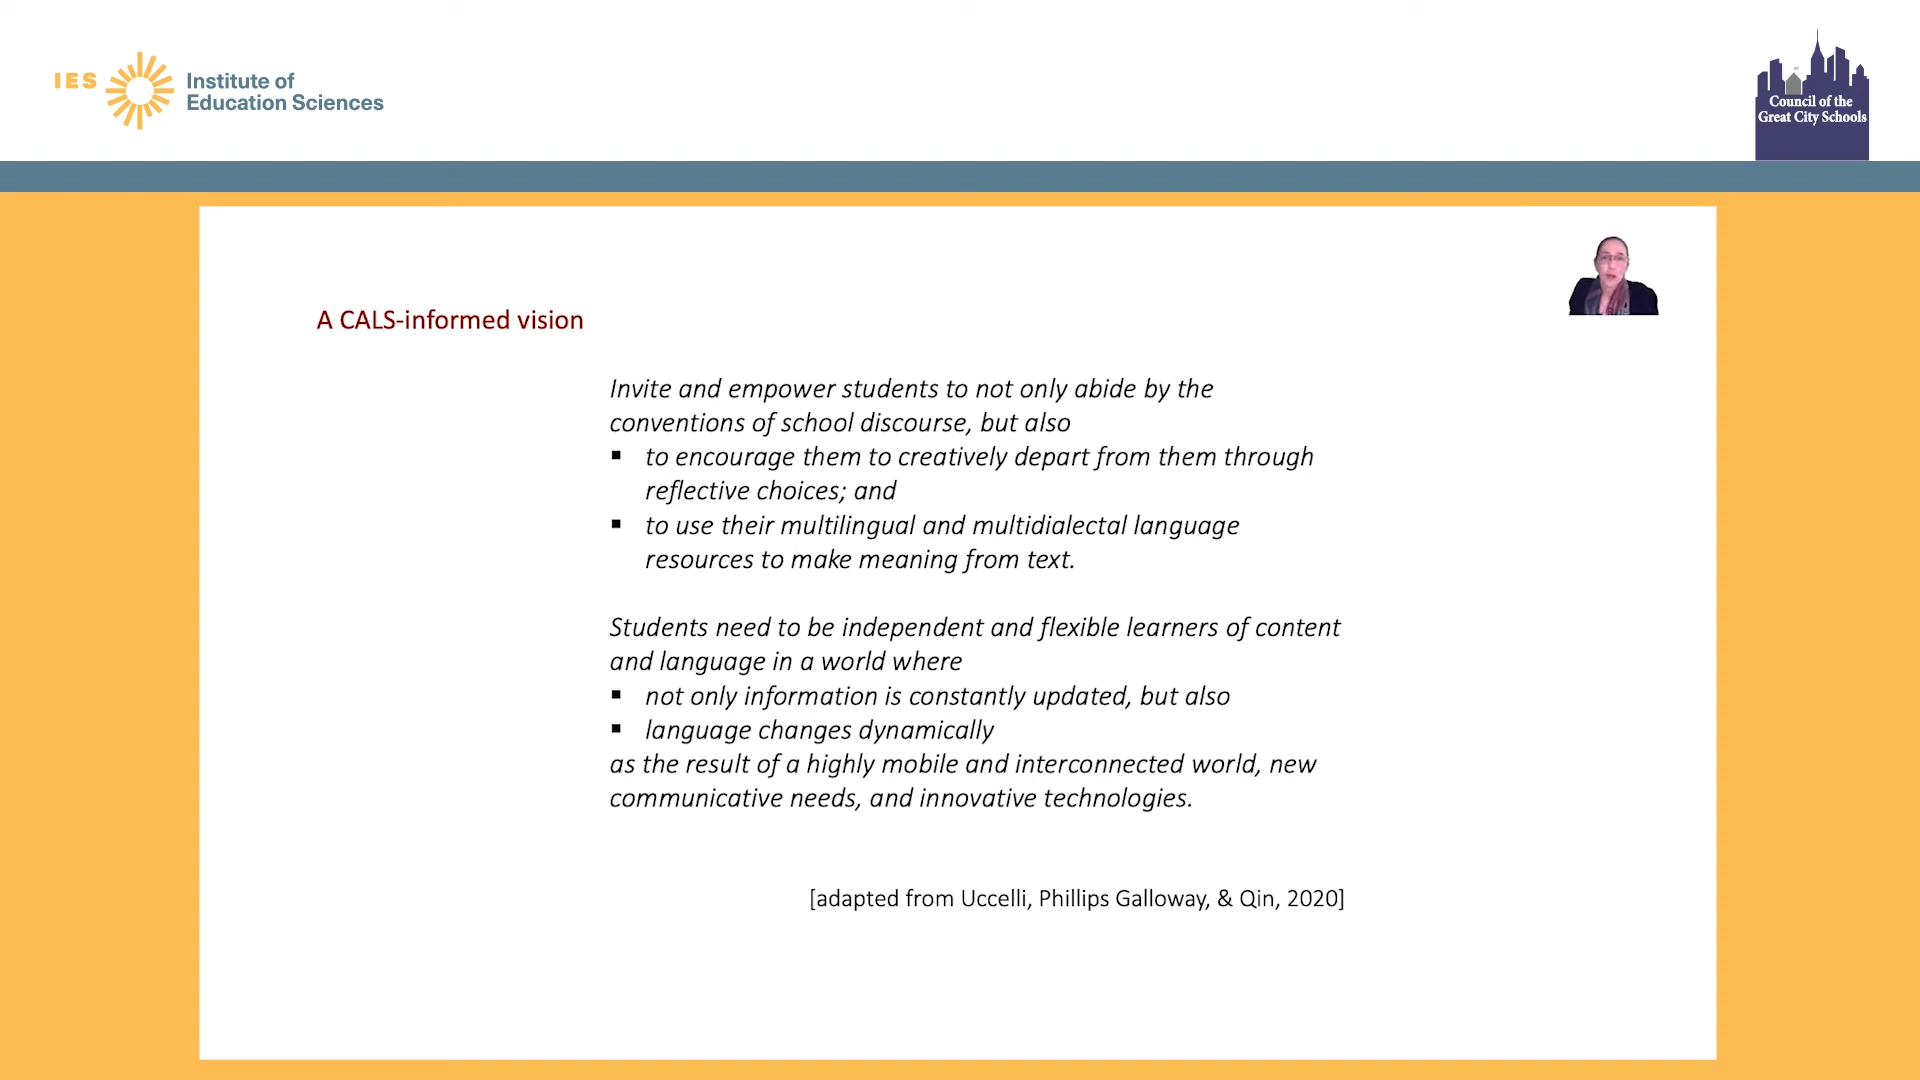 IES
Institute of
Education Sciences
Council of the
Great City Schools
A CALS-informed vision
Invite and empower students to not only abide by the
conventions of school discourse, but also
▪ to encourage them to creatively depart from them through
reflective choices; and
▪ to use their multilingual and multidialectal language
resources to make meaning from text.
Students need to be independent and flexible learners of content
and language in a world where
▪ not only information is constantly updated, but also
▪ language changes dynamically
as the result of a highly mobile and interconnected world, new
communicative needs, and innovative technologies.
[adapted from Uccelli, Phillips Galloway, & Qin, 2020]